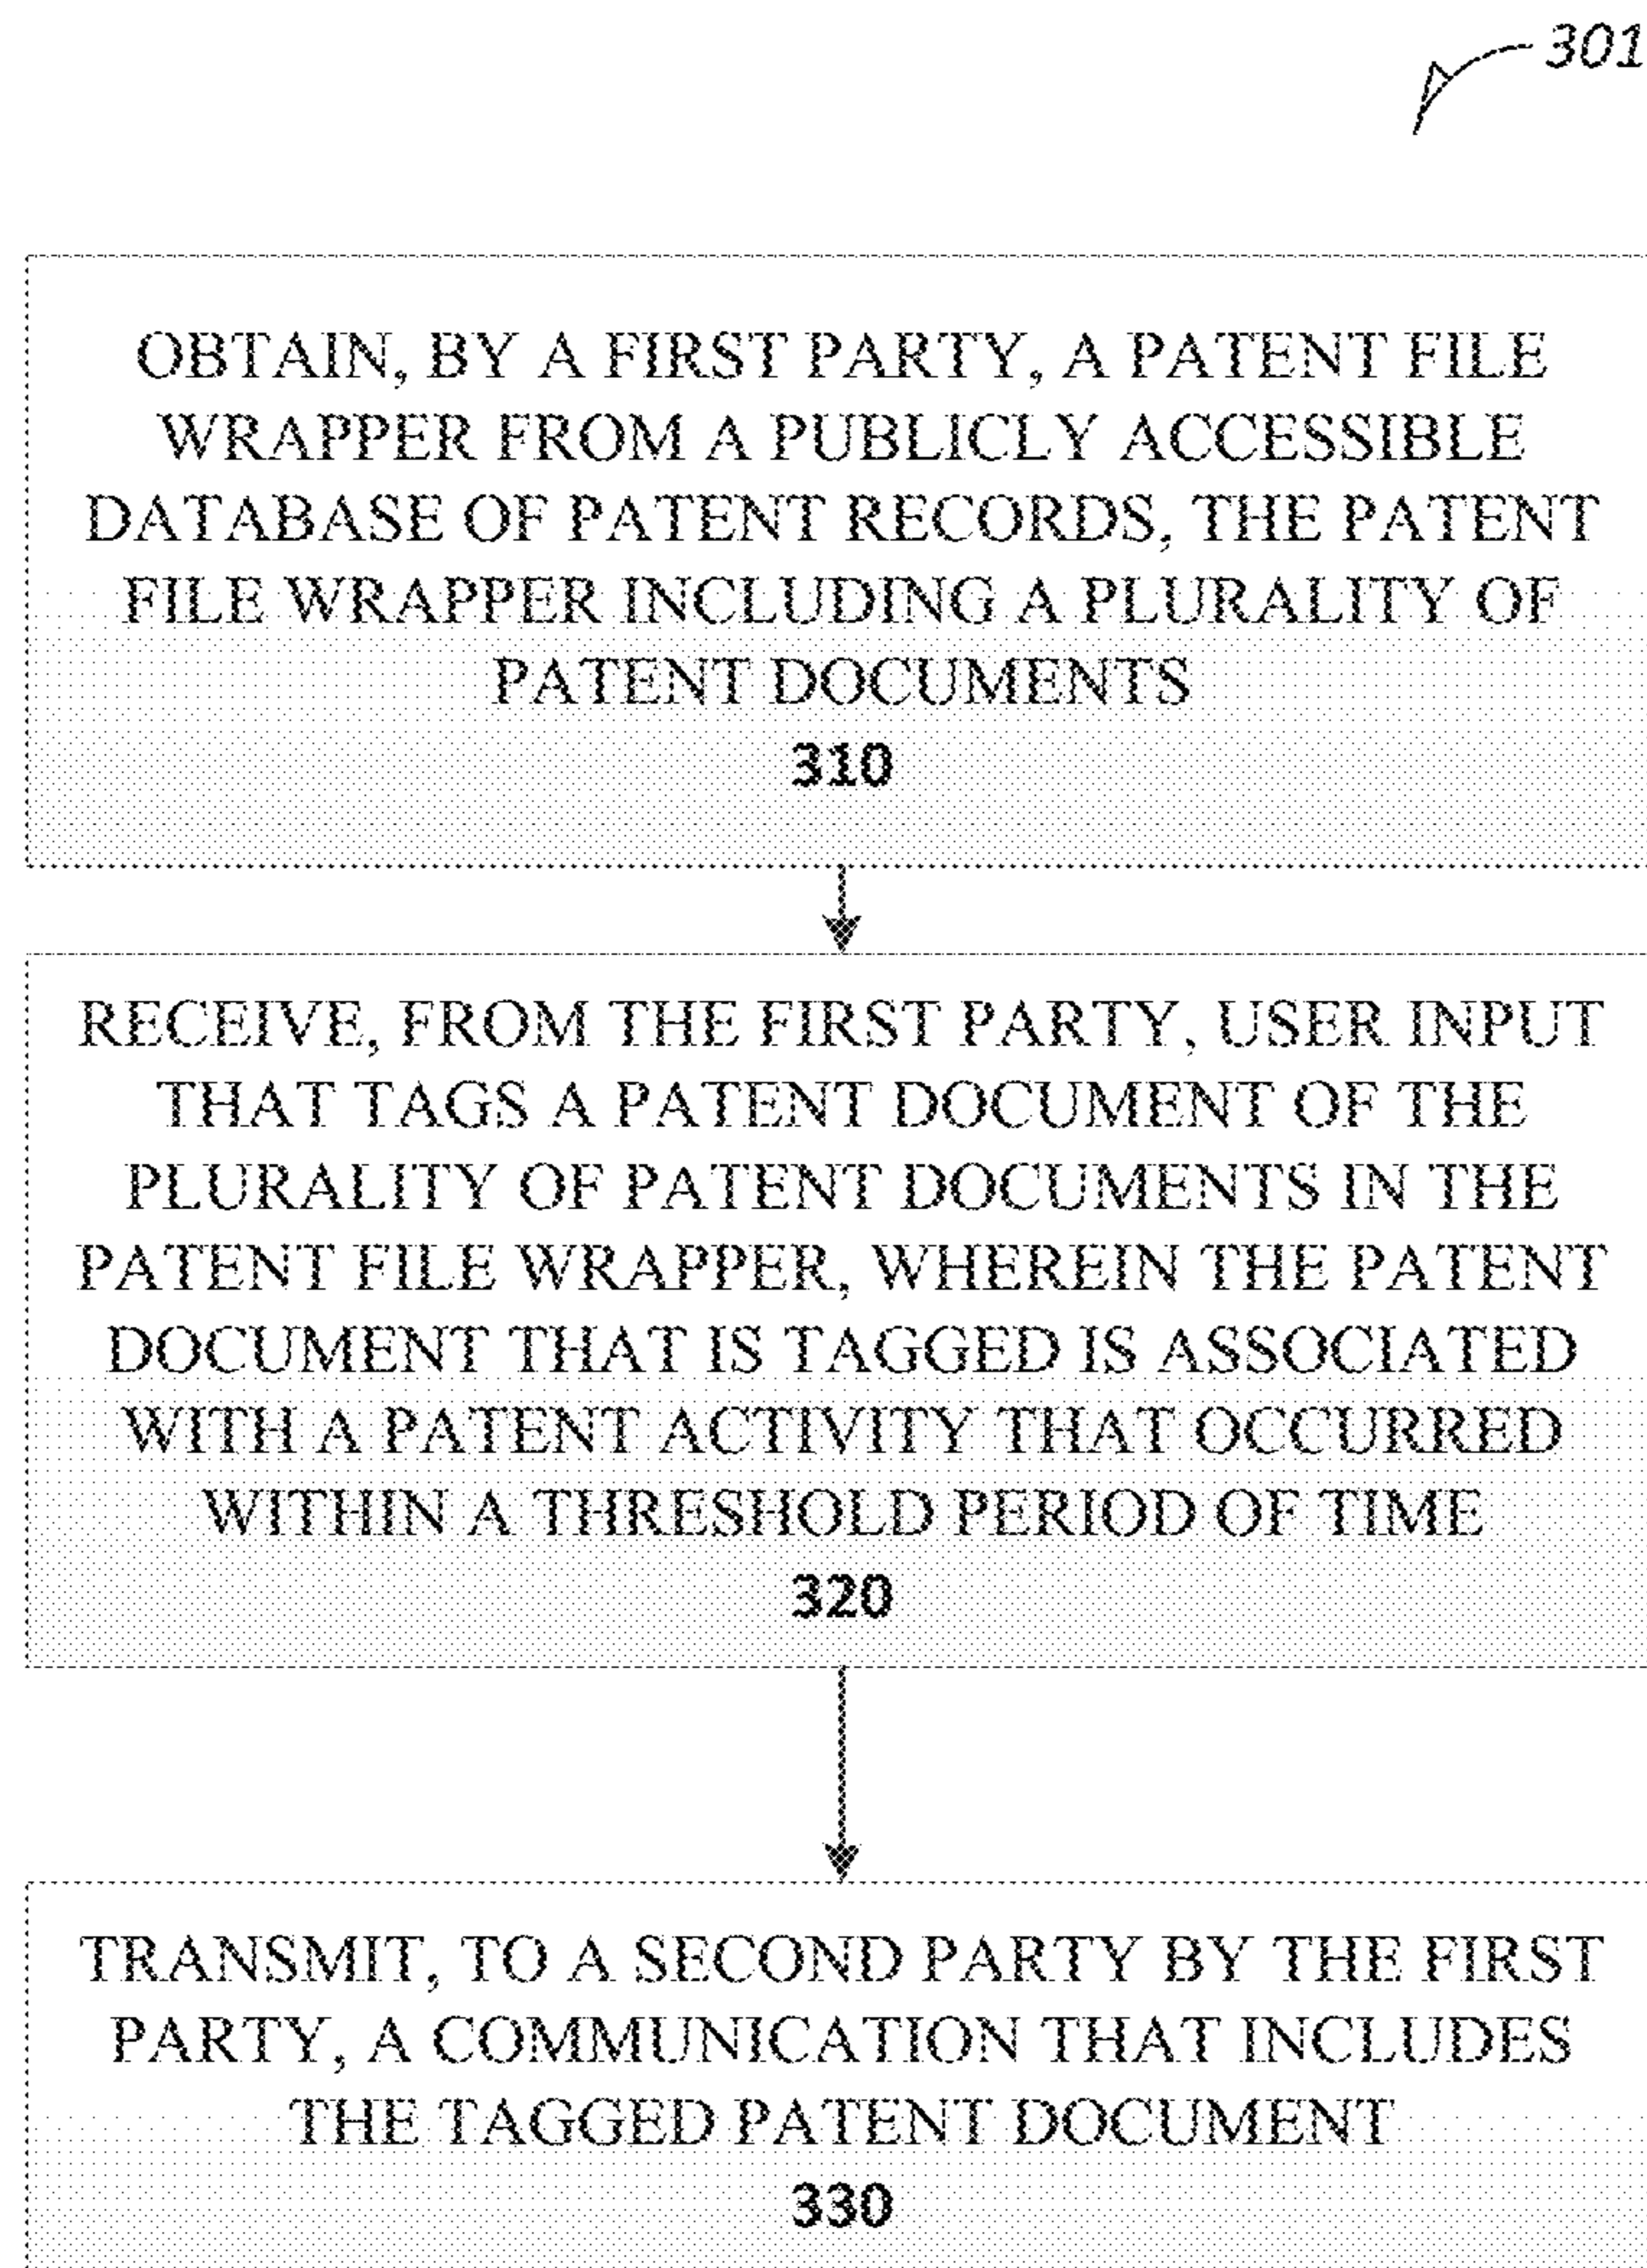 301
OBTAIN, BY A FIRST PARTY, A PATENT FILE
WRAPPER FROM A PUBLICLY ACCESSIBLE
DATABASE OF PATENT RECORDS, THE PATENT
FILE WRAPPER INCLUDING A PLURALITY OF
PATENT DOCUMENTS
310
RECEIVE, FROM THE FIRST PARTY, USER INPUT
THAT TAGS A PATENT DOCUMENT OF THE
PLURALITY OF PATENT DOCUMENTS IN THE
PATENT FILE WRAPPER, WHEREIN THE PATENT
DOCUMENT THAT IS TAGGED IS ASSOCIATED
WITH A PATENT ACTIVITY THAT OCCURRED
WITHIN A THRESHOLD PERIOD OF TIME
320
TRANSMIT, TO A SECOND PARTY BY THE FIRST
PARTY, A COMMUNICATION THAT INCLUDES
THE TAGGED PATENT DOCUMENT
330